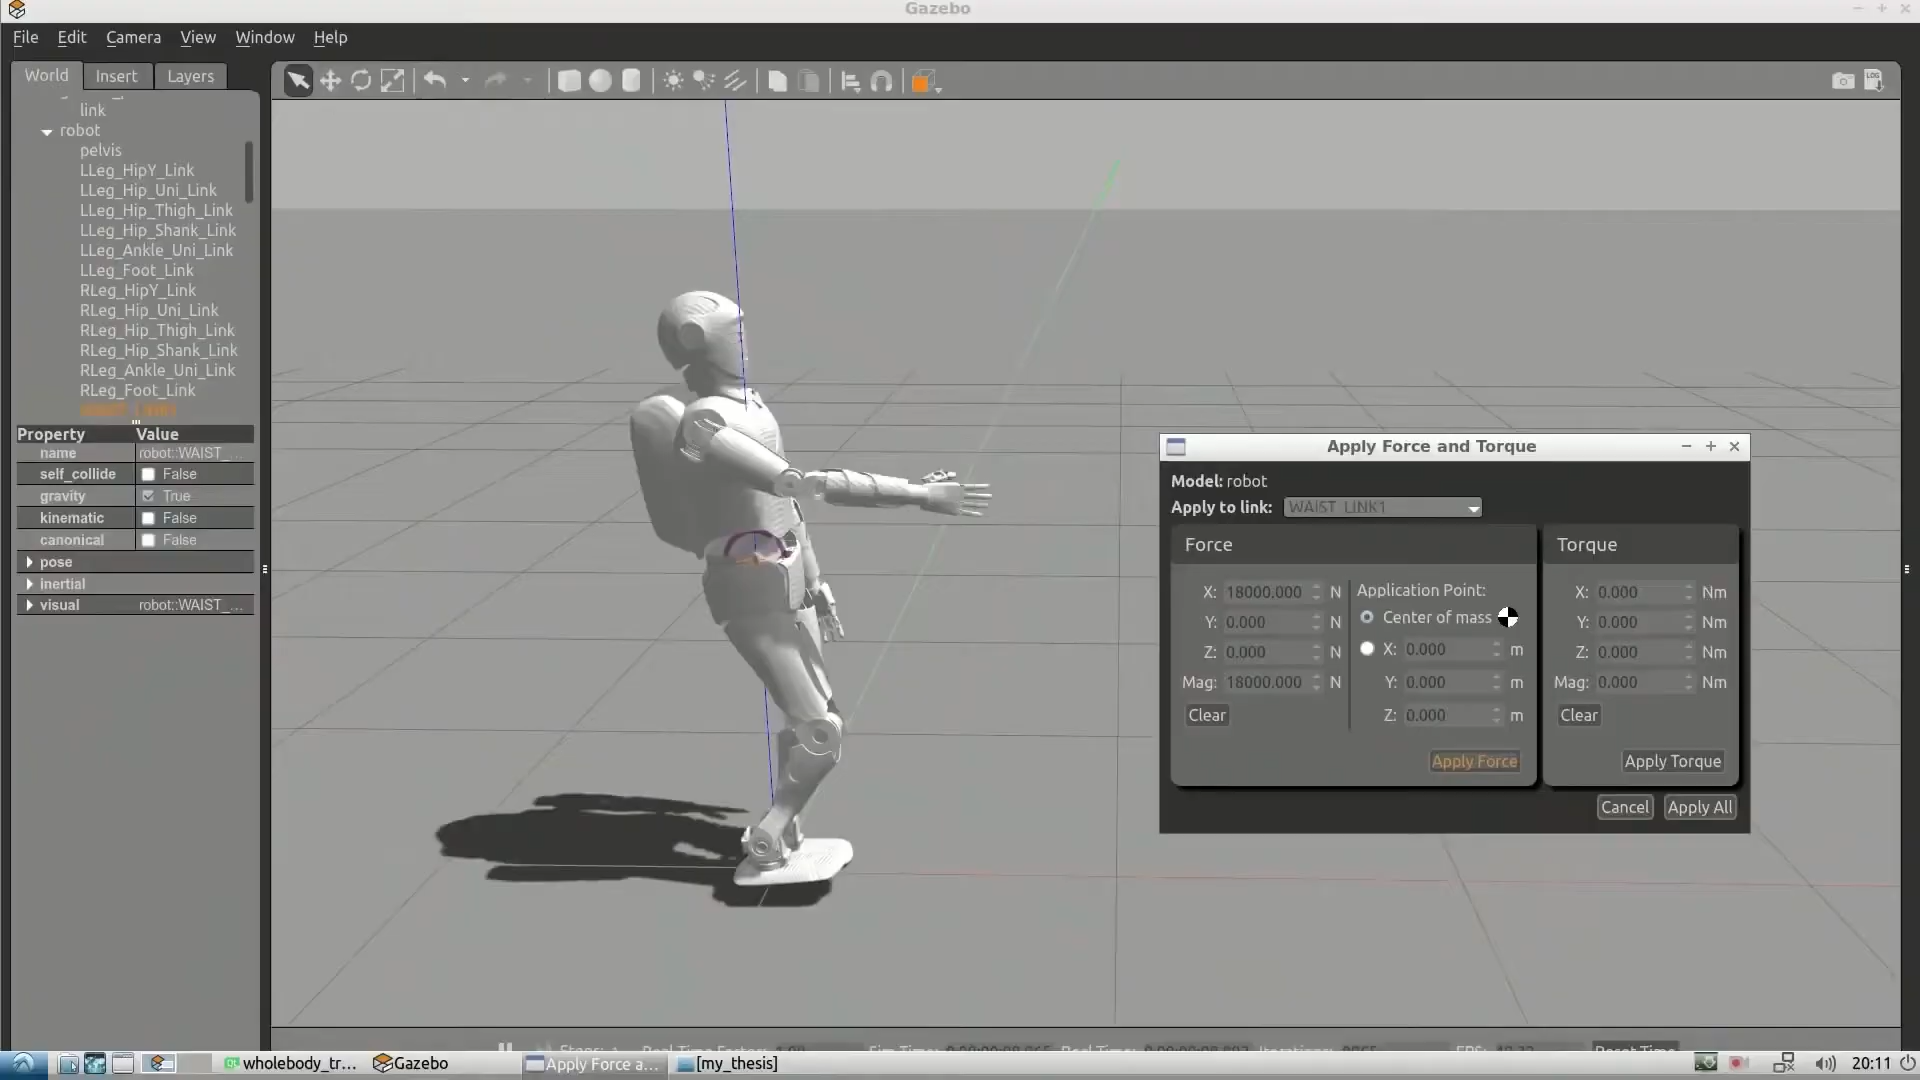 Gazebo
File Edit Camera View Window Help
World Insert Layers
link
robot
pelvis
LLeg_HipY_Link
LLeg_Hip_Uni_Link
LLeg_Hip_Thigh_Link
LLeg_Hip_Shank_Link
LLeg_Ankle_Uni_Link
LLeg_Foot_Link
RLeg_HipY_Link
RLeg_Hip_Uni_Link
RLeg_Hip_Thigh_Link
RLeg_Hip_Shank_Link
RLeg_Ankle_Uni_Link
RLeg_Foot_Link
Property Value
name robot::WAIST_...
self_collide False
gravity True
kinematic False
canonical False
pose
inertial
visual robot::WAIST_...
LOG
Apply Force and Torque
Model: robot
Apply to link: WAIST_LINK1
Force
X: 18000.000 N
Y: 0.000 N
Z: 0.000 N
Mag: 18000.000 N
Clear
Application Point:
Center of mass
X: 0.000 m
Y: 0.000 m
Z: 0.000 m
Apply Force
Torque
X: 0.000 Nm
Y: 0.000 Nm
Z: 0.000 Nm
Mag: 0.000 Nm
Clear
Apply Torque
Cancel Apply All
wholebody_tr... Gazebo Apply Force a... [my_thesis] 20:11